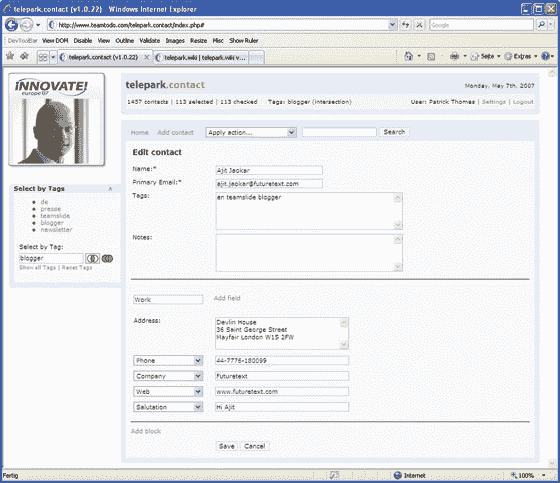 telepark.contact (v1.0.22) - Windows Internet Explorer
http://www.teamtodo.com/telepark.contact/index.php#
Google
DevToolBar View DOM Disable View Outline Validate Images Resize Misc Show Ruler
telepark.contact (v1.0.22)
telepark.wiki | telepark.wiki v...
Seite
Extras
INNOVATE!
europe 07
telepark.contact
Monday, May 7th, 2007
1457 contacts | 113 selected | 113 checked Tags: blogger (intersection)
User: Patrick Thomas | Settings | Logout
Home Add contact Apply action... Search
Select by Tags
de
presse
teamslide
blogger
newsletter
Select by Tag:
blogger
Show all Tags | Reset Tags
Edit contact
Name:* Ajit Jaokar
Primary Email:* ajit.jaokar@futuretext.com
Tags: en teamslide blogger
Notes:
Work Add field
Address: Devlin House
36 Saint George Street
Mayfair London W1S 2FW
Phone 44-7776-180099
Company Futuretext
Web www.futuretext.com
Salutation Hi Ajit
Add block
Save Cancel
Fertig
Internet
100%